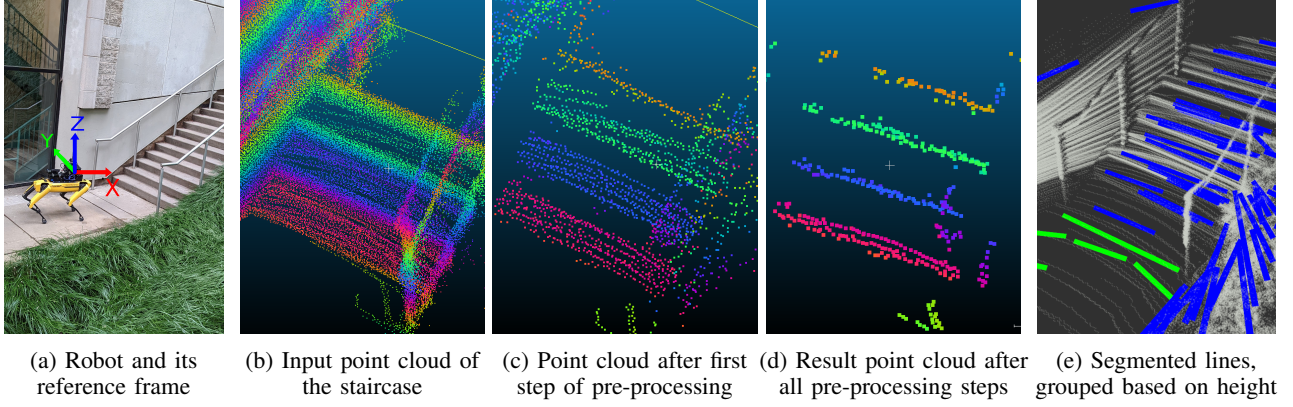 Z
Y
X
(a) Robot and its
reference frame
(b) Input point cloud of
the staircase
(c) Point cloud after first
step of pre-processing
(d) Result point cloud after
all pre-processing steps
(e) Segmented lines,
grouped based on height